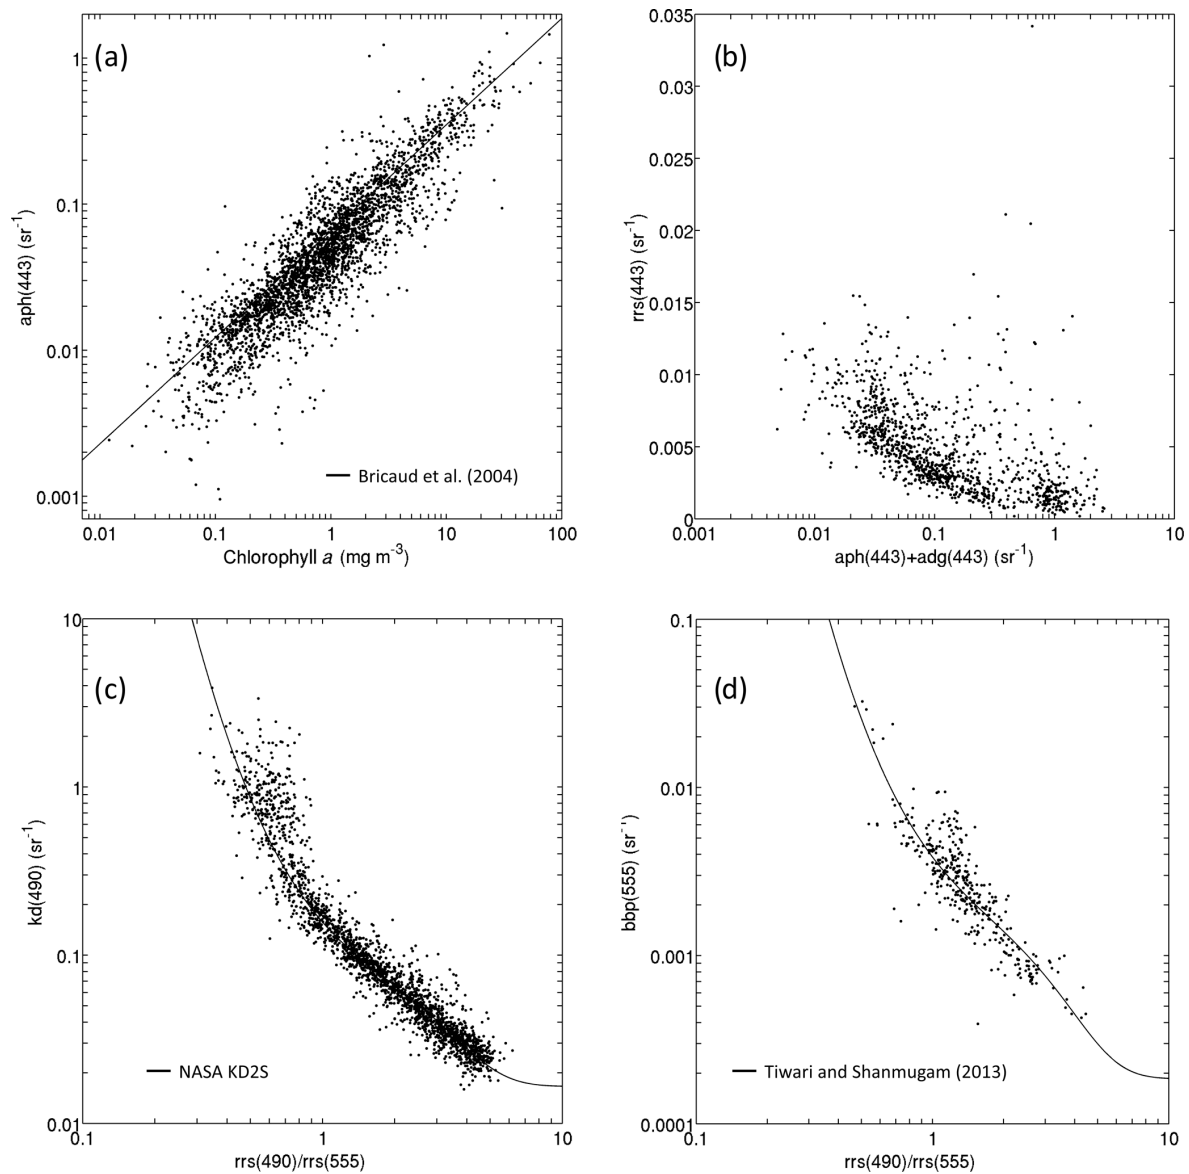 (a)
1
0.1
0.01
0.001
aph(443) (sr⁻¹)
0.01 0.1 1 10 100
Chlorophyll a (mg m⁻³)
Bricaud et al. (2004)
(b)
0.035
0.03
0.025
0.02
0.015
0.01
0.005
0
rrs(443) (sr⁻¹)
0.001 0.01 0.1 1 10
aph(443)+adg(443) (sr⁻¹)
(c)
10
1
0.1
0.01
kd(490) (sr⁻¹)
0.1 1 10
rrs(490)/rrs(555)
NASA KD2S
(d)
0.1
0.01
0.001
0.0001
bbp(555) (sr⁻¹)
0.1 1 10
rrs(490)/rrs(555)
Tiwari and Shanmugam (2013)